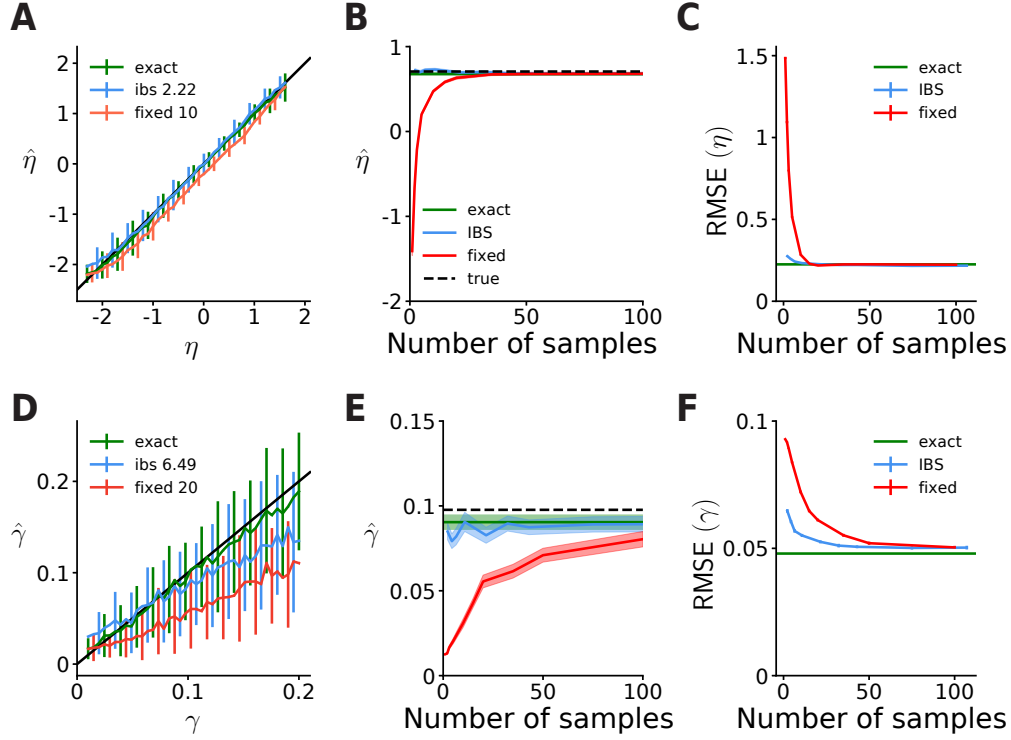 A
2
1
0
-1
-2
η̂
exact
ibs 2.22
fixed 10
-2
-1
0
1
2
η
B
1
0
-1
-2
η̂
exact
IBS
fixed
true
0
50
100
Number of samples
C
1.5
1
0.5
0
RMSE (η)
exact
IBS
fixed
0
50
100
Number of samples
D
0.2
0.1
0
γ̂
exact
ibs 6.49
fixed 20
0
0.1
0.2
γ
E
0.15
0.1
0.05
0
γ̂
0
50
100
Number of samples
F
0.1
0.05
0
RMSE (γ)
exact
IBS
fixed
0
50
100
Number of samples